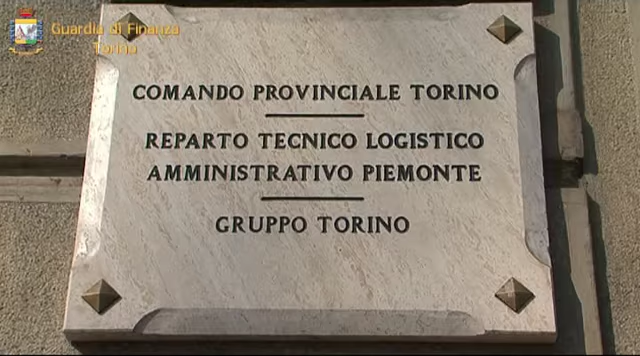 Guardia di Finanza
Torino
COMANDO PROVINCIALE TORINO
REPARTO TECNICO LOGISTICO
AMMINISTRATIVO PIEMONTE
GRUPPO TORINO